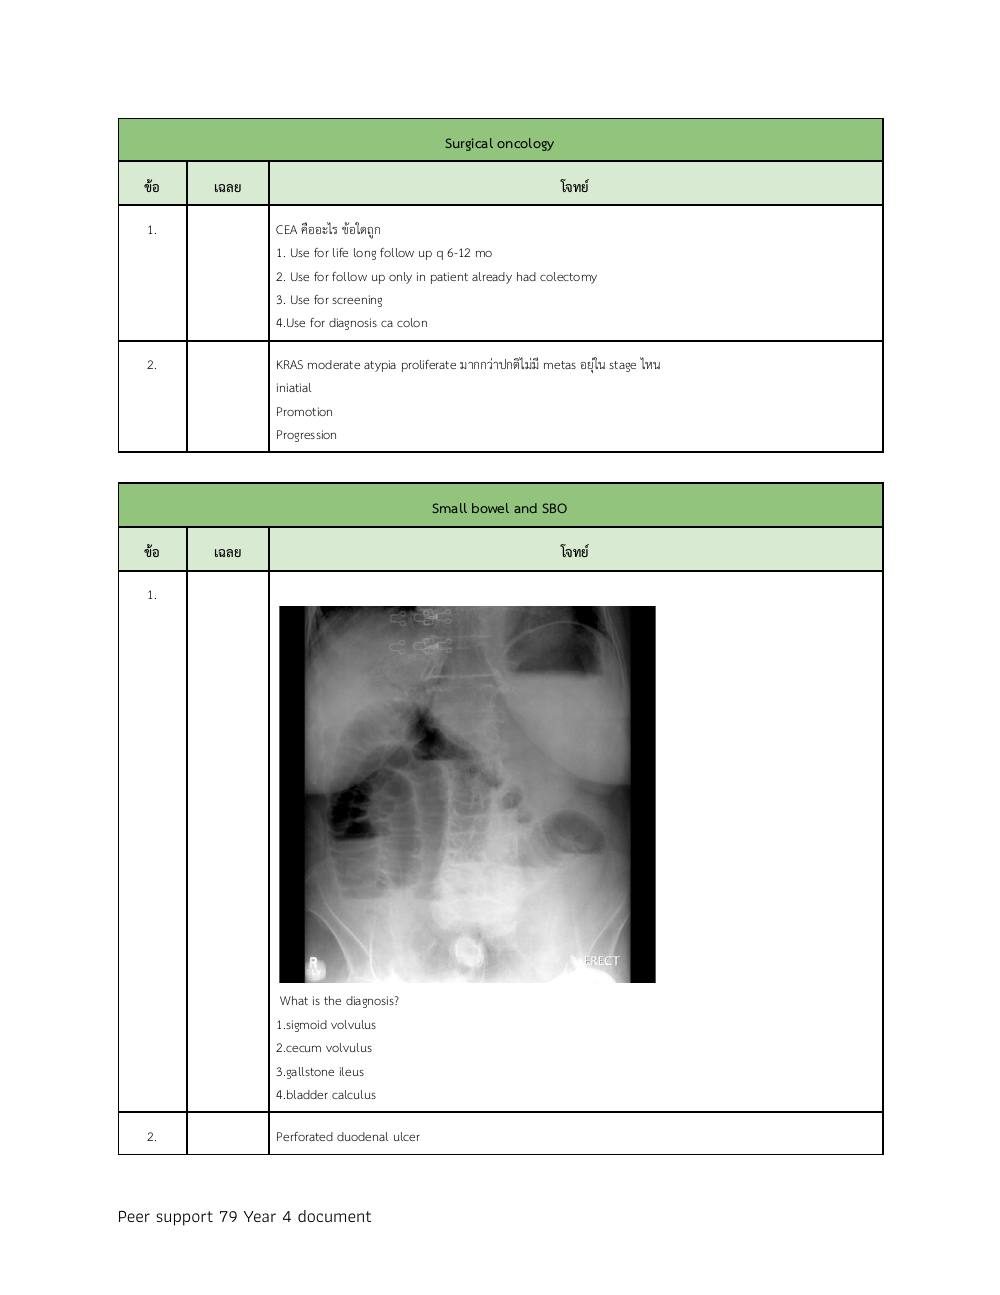 Surgical oncology
ข้อ เฉลย โจทย์
1. CEA คืออะไร ข้อใดถูก
1. Use for life long follow up q 6-12 mo
2. Use for follow up only in patient already had colectomy
3. Use for screening
4.Use for diagnosis ca colon
2. KRAS moderate atypia proliferate มากกว่าปกติไม่มี metas อยู่ใน stage ไหน
iniatial
Promotion
Progression
Small bowel and SBO
ข้อ เฉลย โจทย์
1.
R
ERECT
What is the diagnosis?
1.sigmoid volvulus
2.cecum volvulus
3.gallstone ileus
4.bladder calculus
2. Perforated duodenal ulcer
Peer support 79 Year 4 document